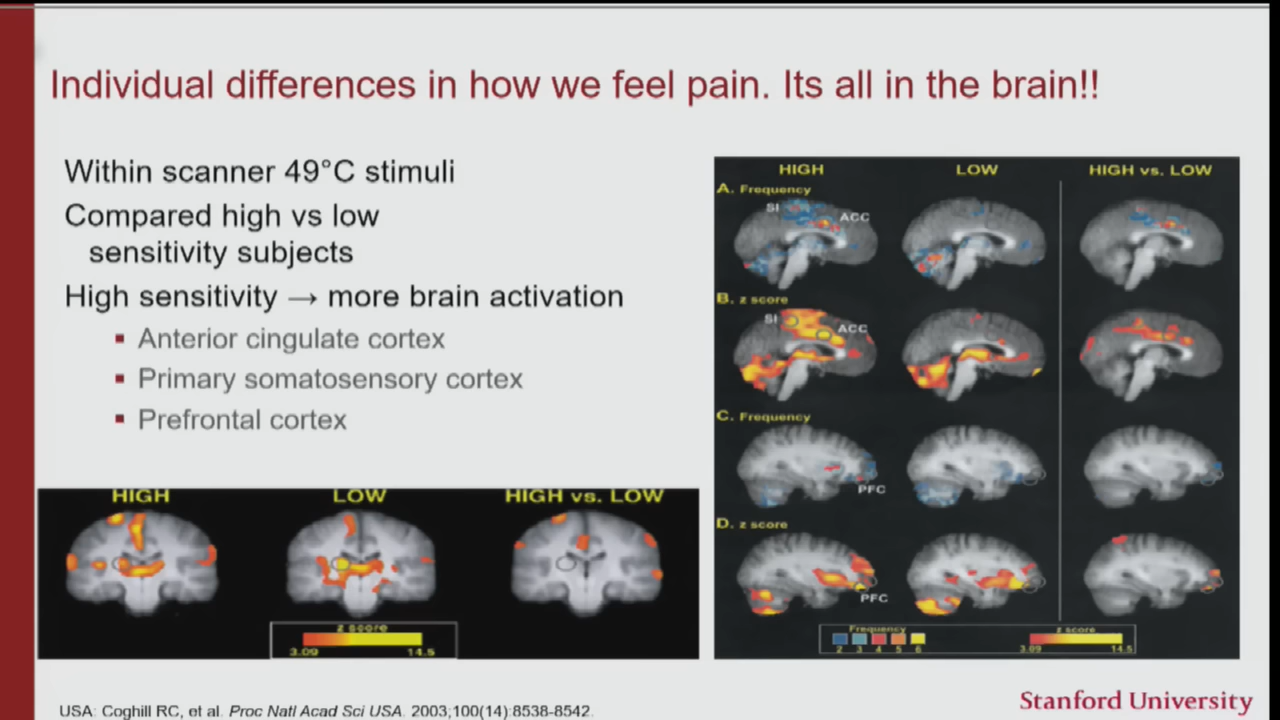 Individual differences in how we feel pain. Its all in the brain!!
Within scanner 49°C stimuli
Compared high vs low
sensitivity subjects
High sensitivity → more brain activation
▪ Anterior cingulate cortex
▪ Primary somatosensory cortex
▪ Prefrontal cortex
HIGH LOW HIGH vs. LOW
z score
3.09 14.5
HIGH LOW HIGH vs. LOW
A. Frequency
SI ACC
B. z score
SI ACC
C. Frequency
PFC
D. z score
PFC
Frequency z score
2 3 4 5 6 3.09 14.5
USA: Coghill RC, et al. Proc Natl Acad Sci USA. 2003;100(14):8538-8542.
Stanford University